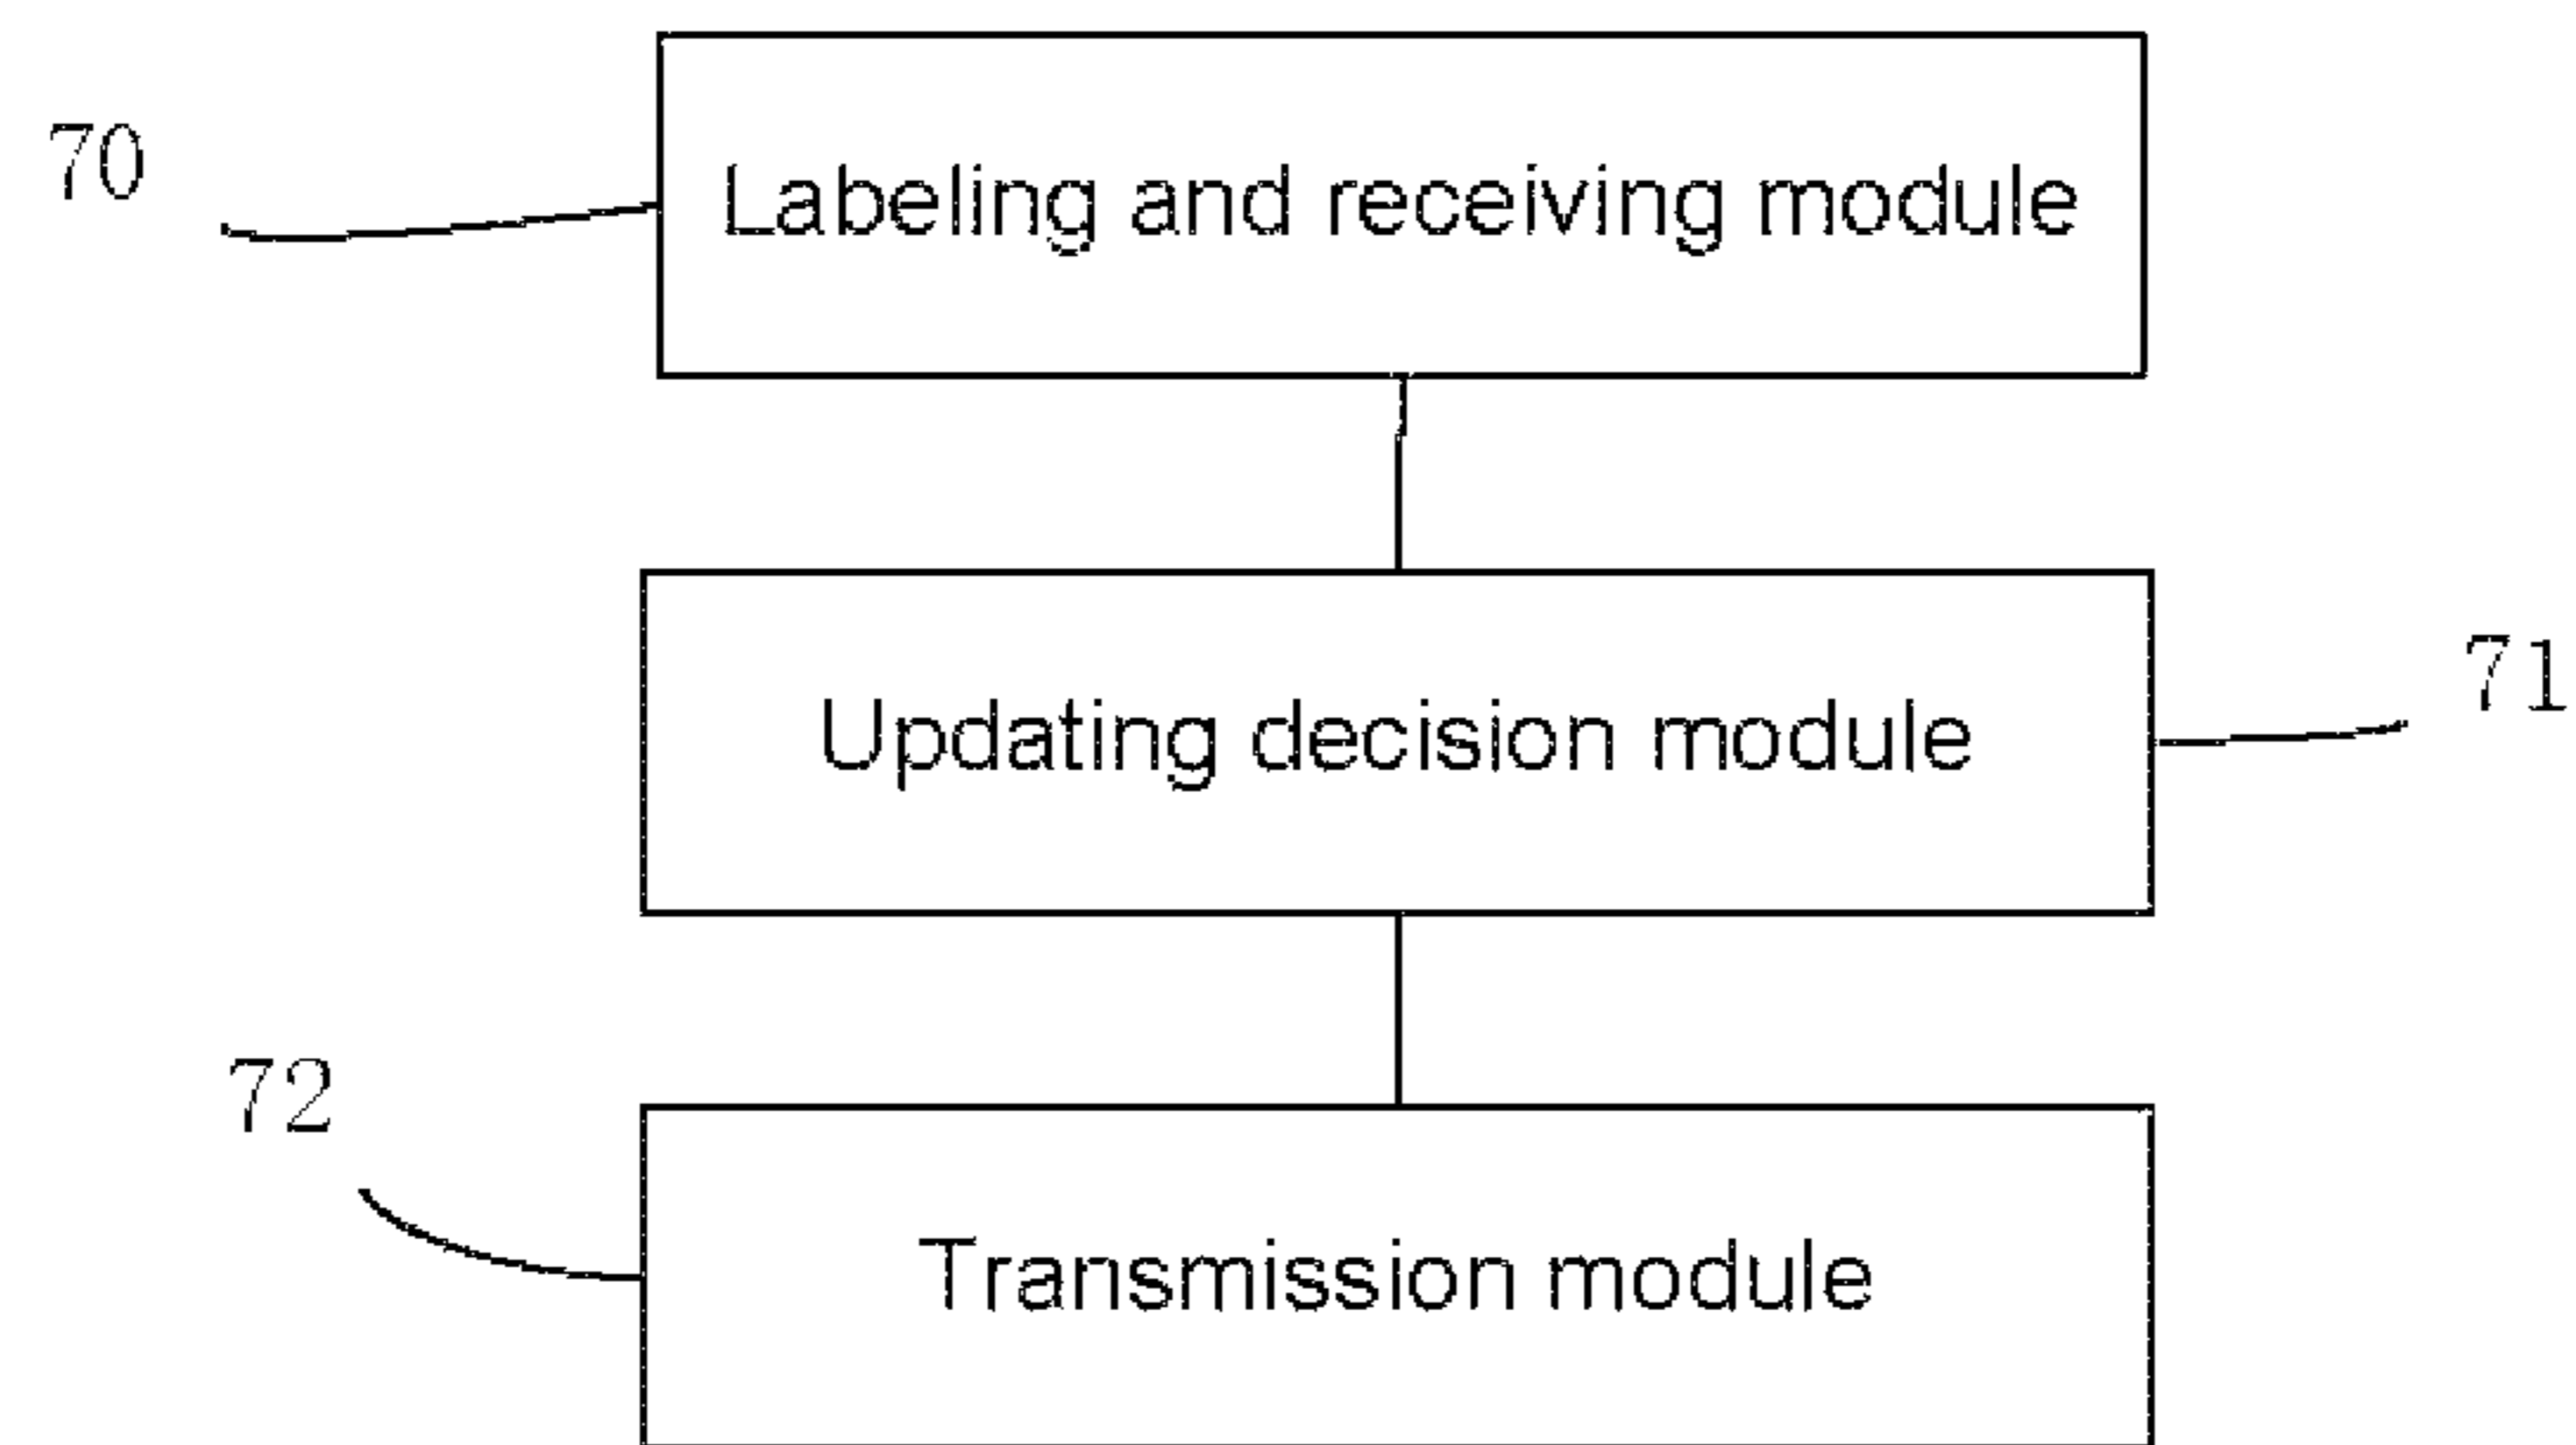 70
Labeling and receiving module
Updating decision module
71
72
Transmission module